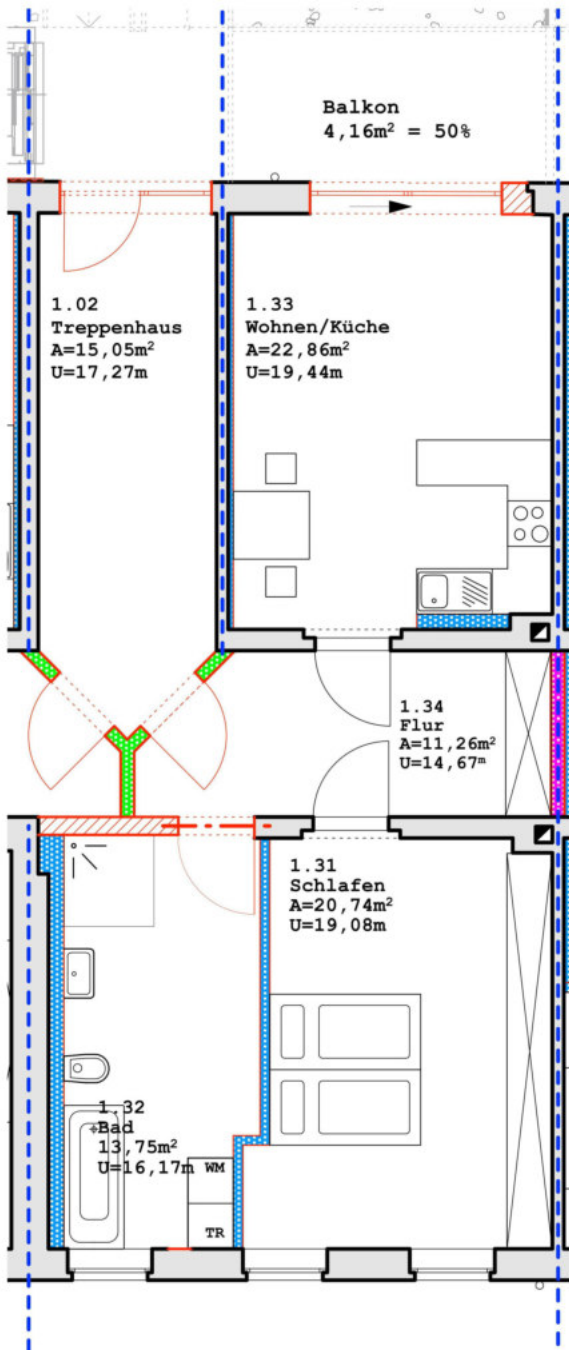 Balkon
4,16m² = 50%
1.02
Treppenhaus
A=15,05m²
U=17,27m
1.33
Wohnen/Küche
A=22,86m²
U=19,44m
1.34
Flur
A=11,26m²
U=14,67m
1.31
Schlafen
A=20,74m²
U=19,08m
1.32
Bad
13,75m²
U=16,17m
WM
TR